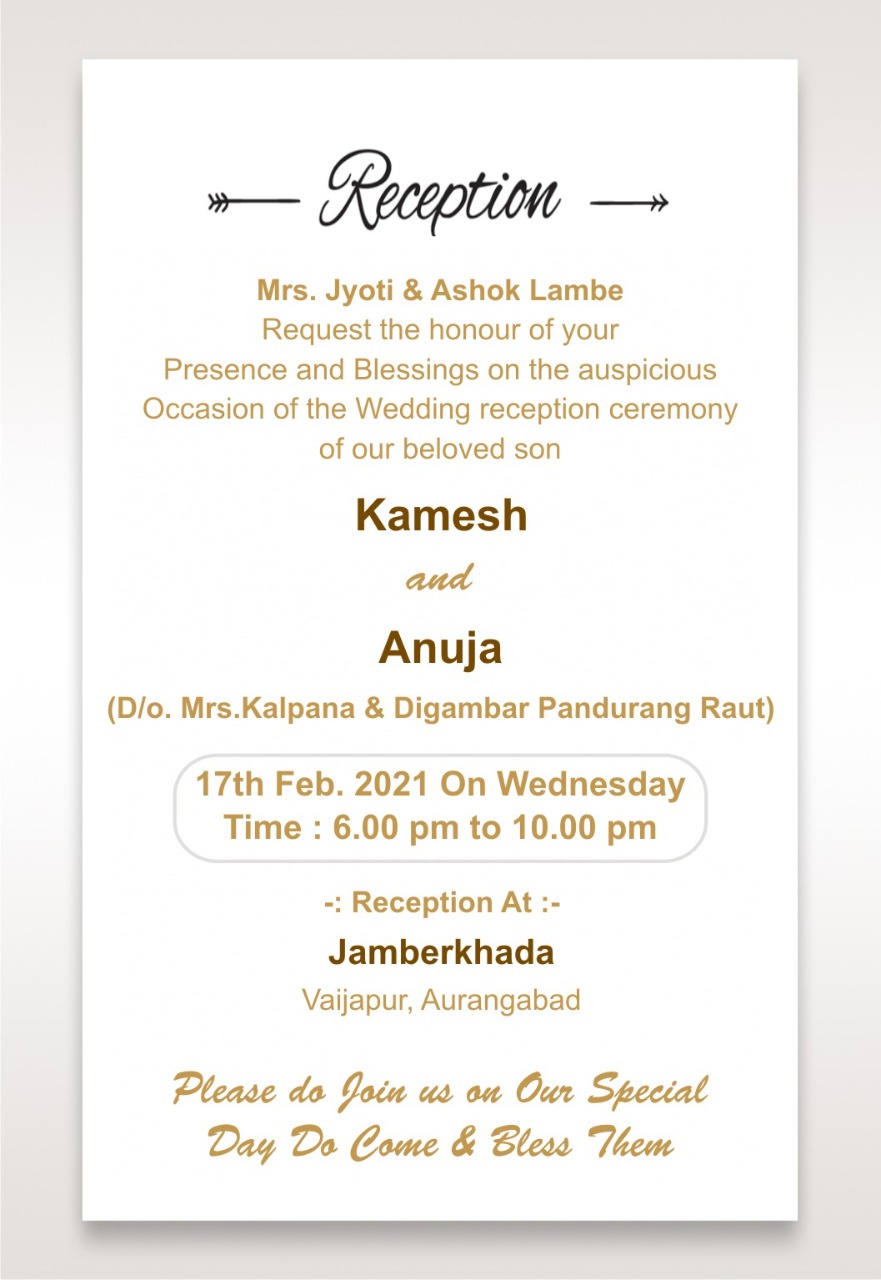 Reception
Mrs. Jyoti & Ashok Lambe
Request the honour of your
Presence and Blessings on the auspicious
Occasion of the Wedding reception ceremony
of our beloved son
Kamesh
and
Anuja
(D/o. Mrs.Kalpana & Digambar Pandurang Raut)
17th Feb. 2021 On Wednesday
Time : 6.00 pm to 10.00 pm
-: Reception At :-
Jamberkhada
Vaijapur, Aurangabad
Please do Join us on Our Special
Day Do Come & Bless Them